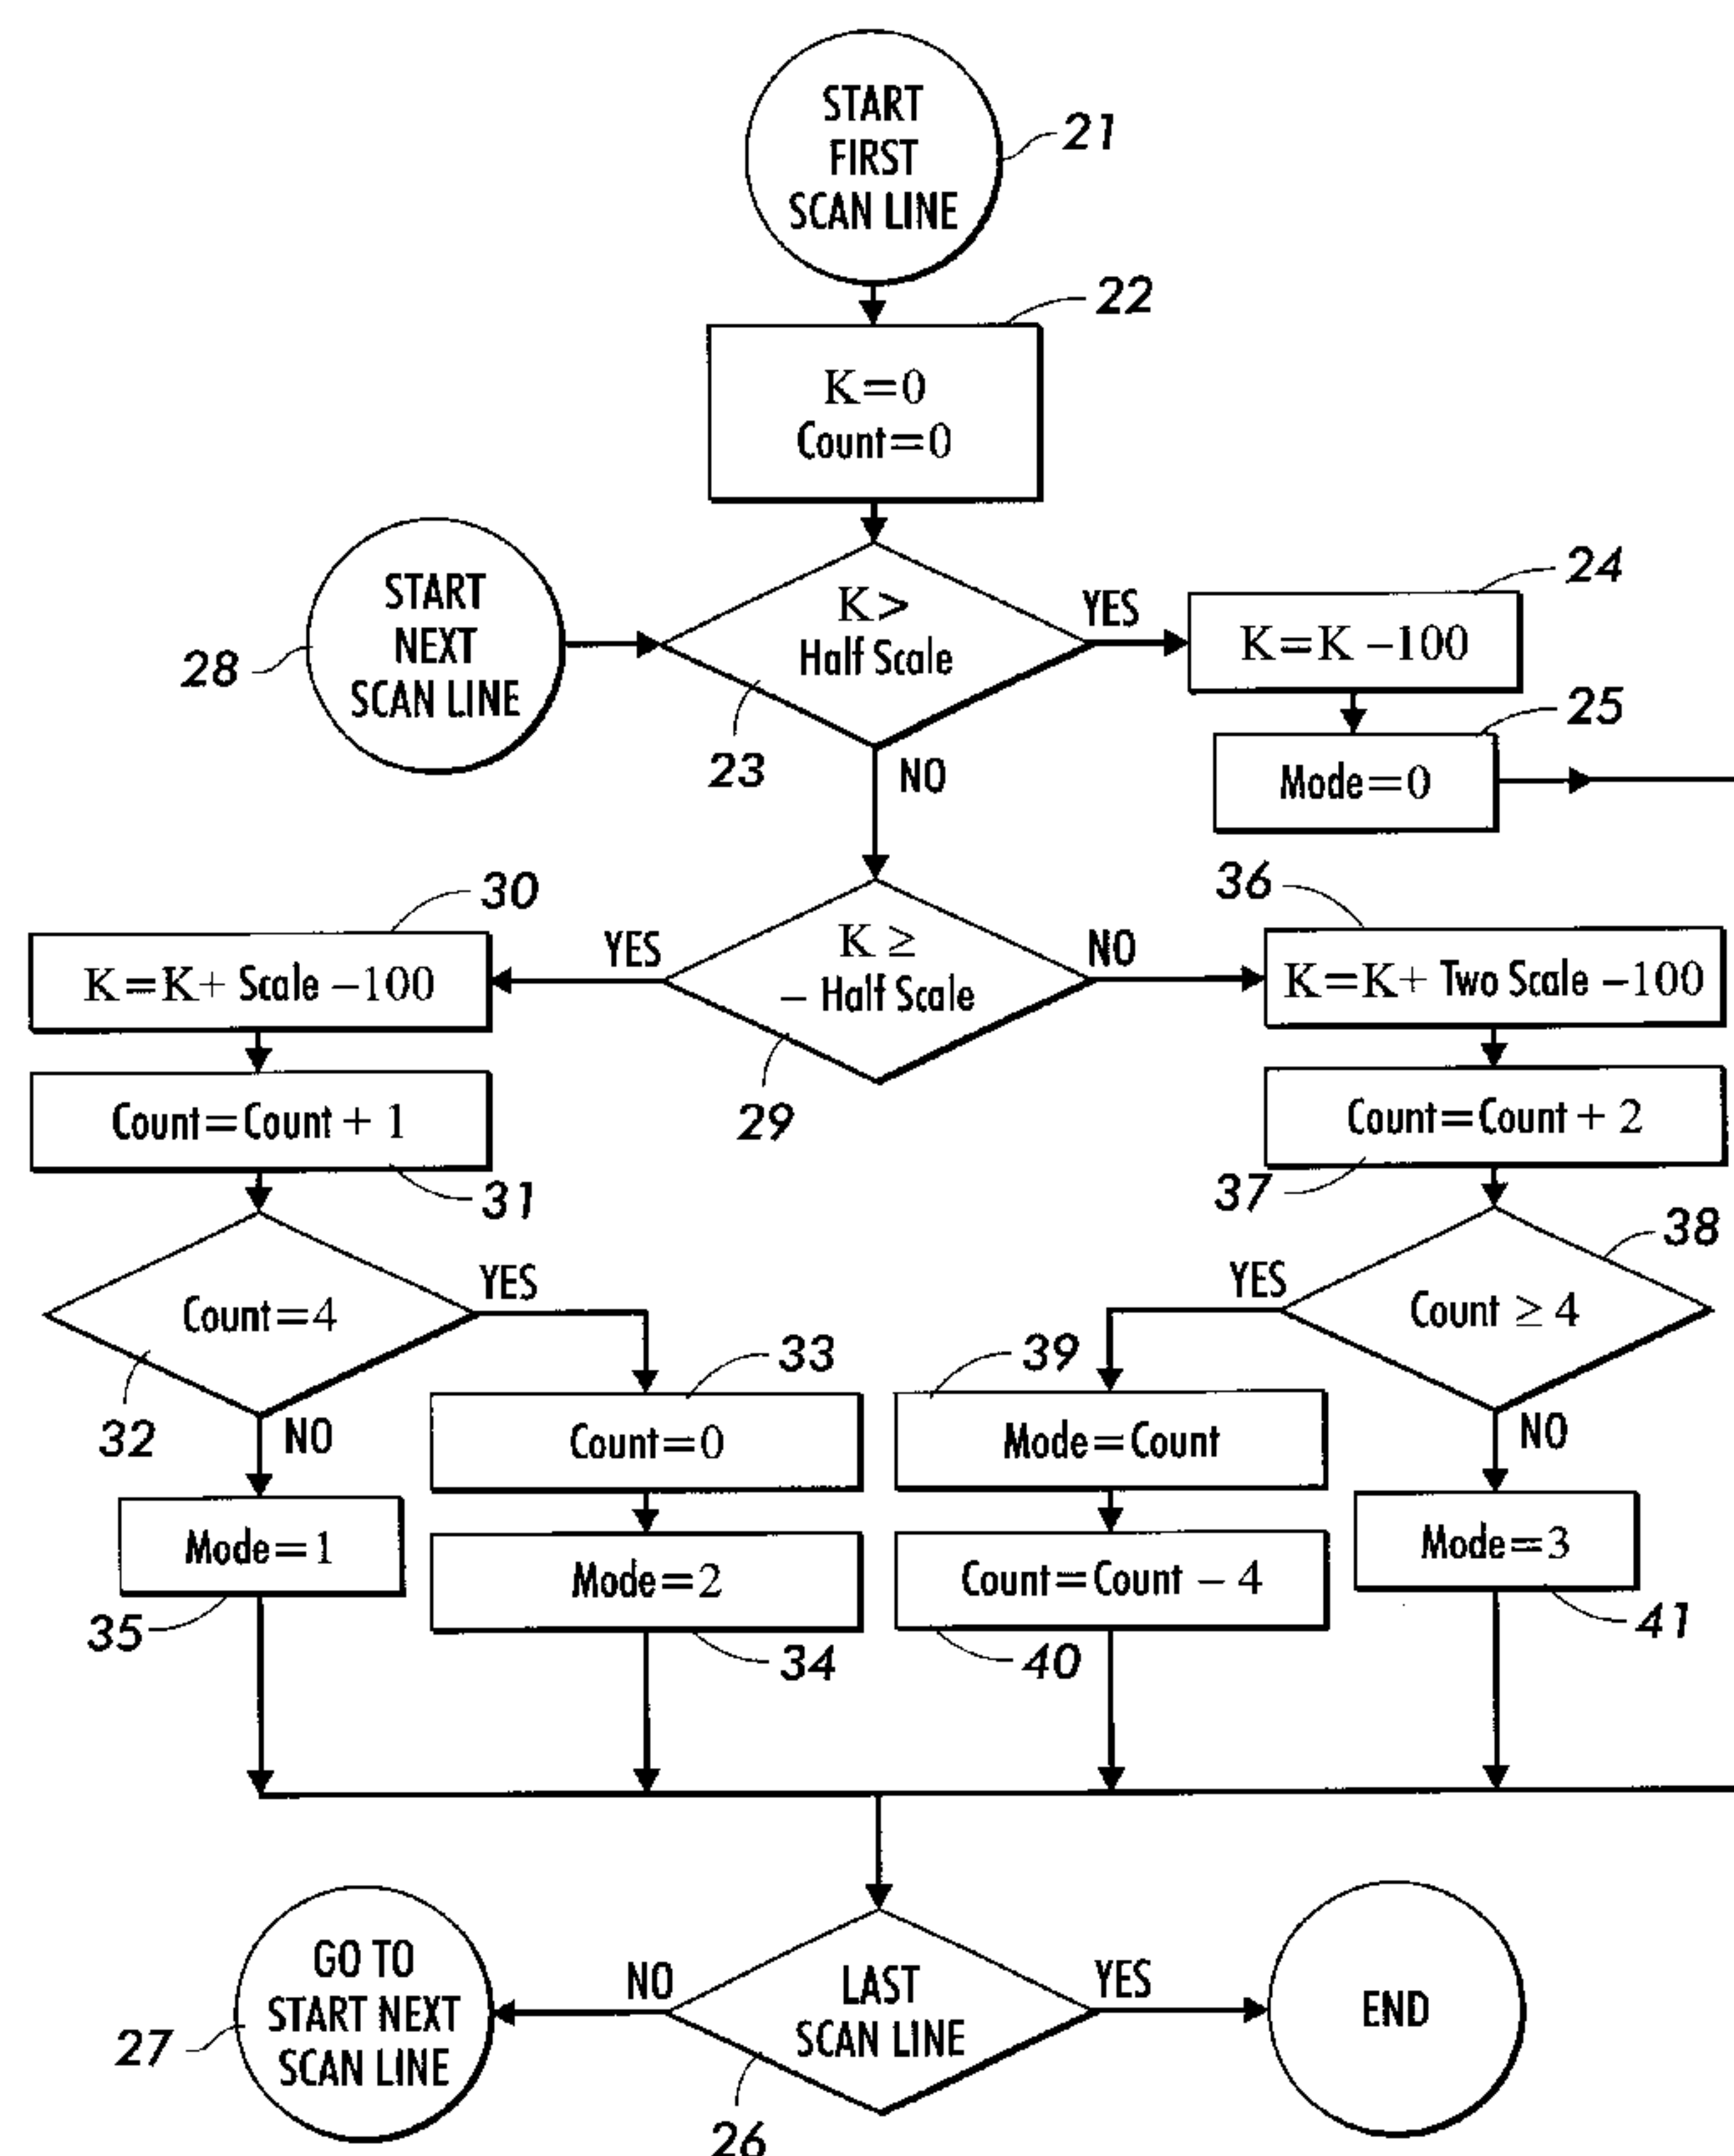 START
FIRST
SCAN LINE
21
22
K=0
Count=0
START
NEXT
SCAN LINE
28
K>
Half Scale
23
YES
NO
24
K=K -100
25
Mode=0
30
K=K+ Scale -100
YES
K ≥
- Half Scale
29
NO
36
K=K+ Two Scale -100
Count=Count + 1
31
Count=Count + 2
37
Count=4
32
YES
NO
38
Count ≥ 4
YES
NO
33
Count=0
39
Mode=Count
Mode=1
35
Mode=2
34
Count=Count - 4
40
Mode=3
41
GO TO
START NEXT
SCAN LINE
27
NO
LAST
SCAN LINE
26
YES
END